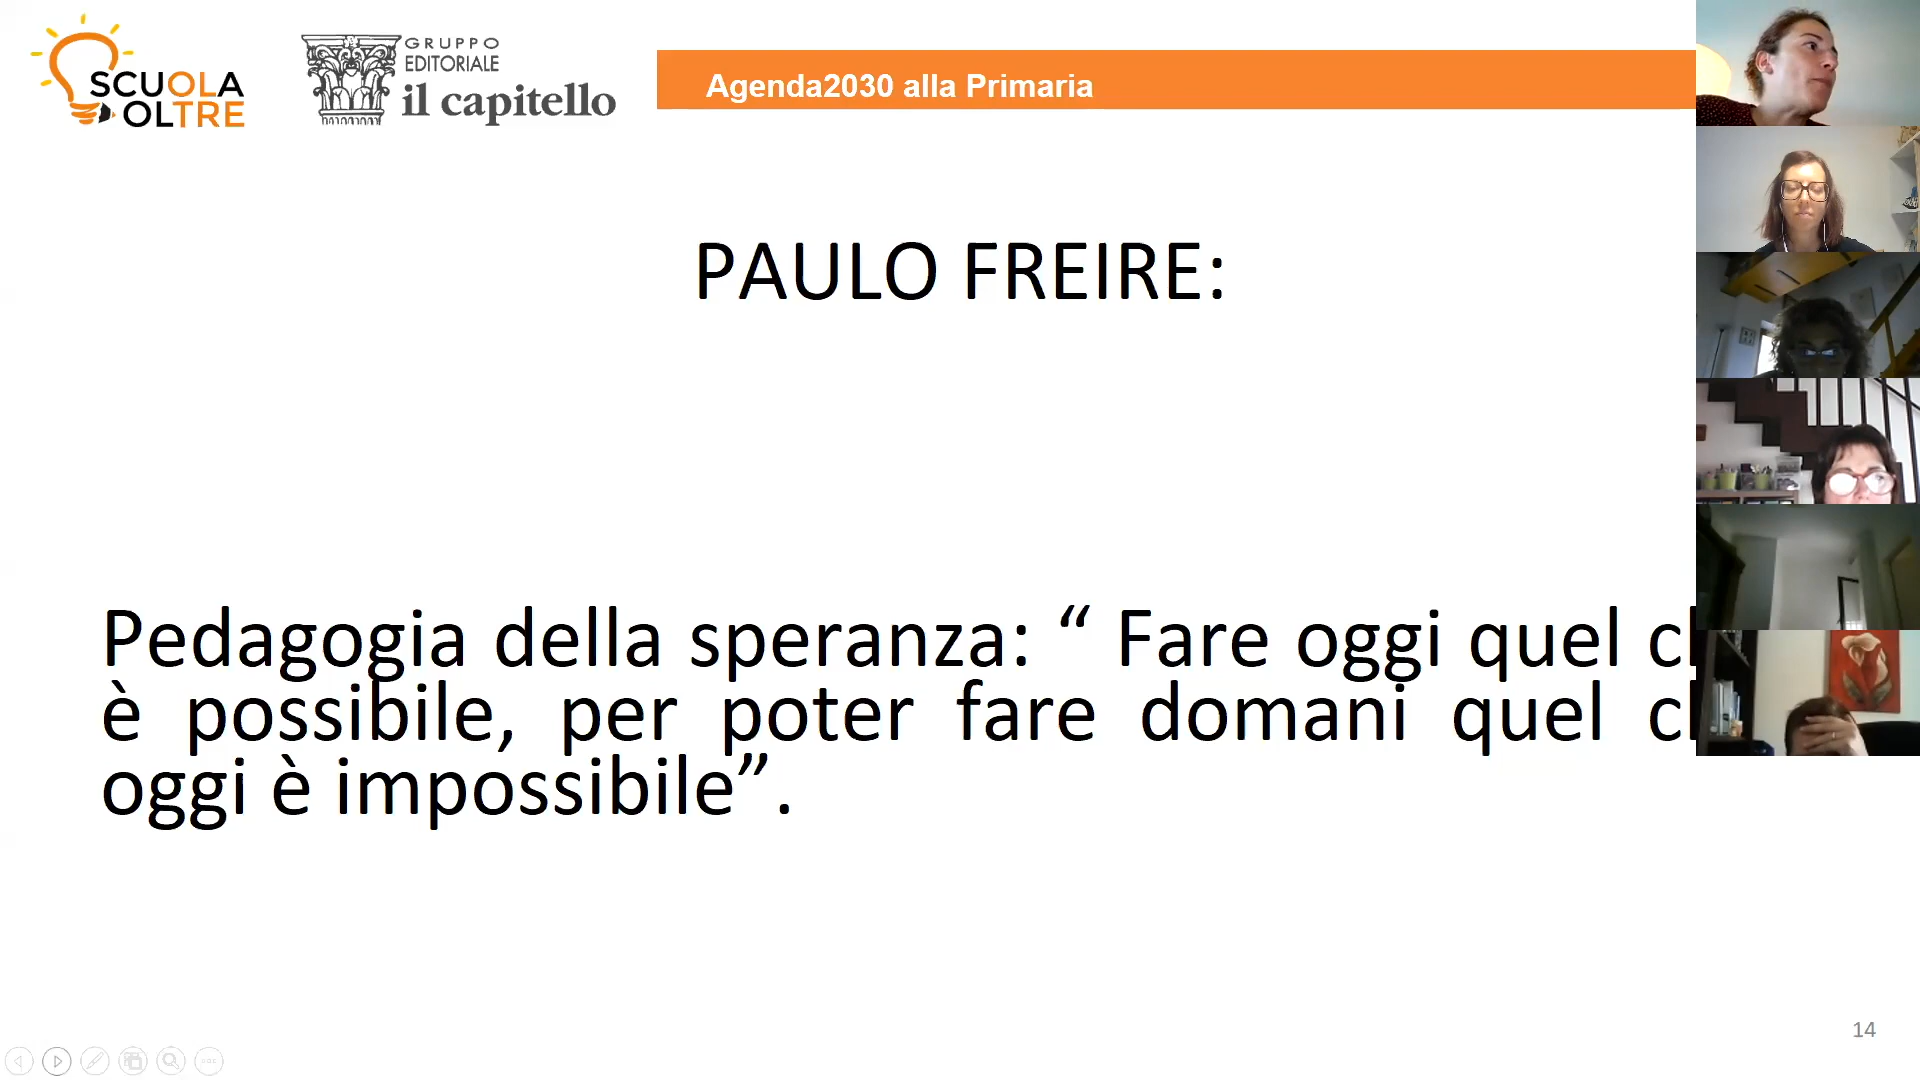 SCUOLA
OLTRE
GRUPPO
EDITORIALE
il capitello
Agenda2030 alla Primaria
PAULO FREIRE:
Pedagogia della speranza: “ Fare oggi quel
è possibile, per poter fare domani quel
oggi è impossibile”.
14